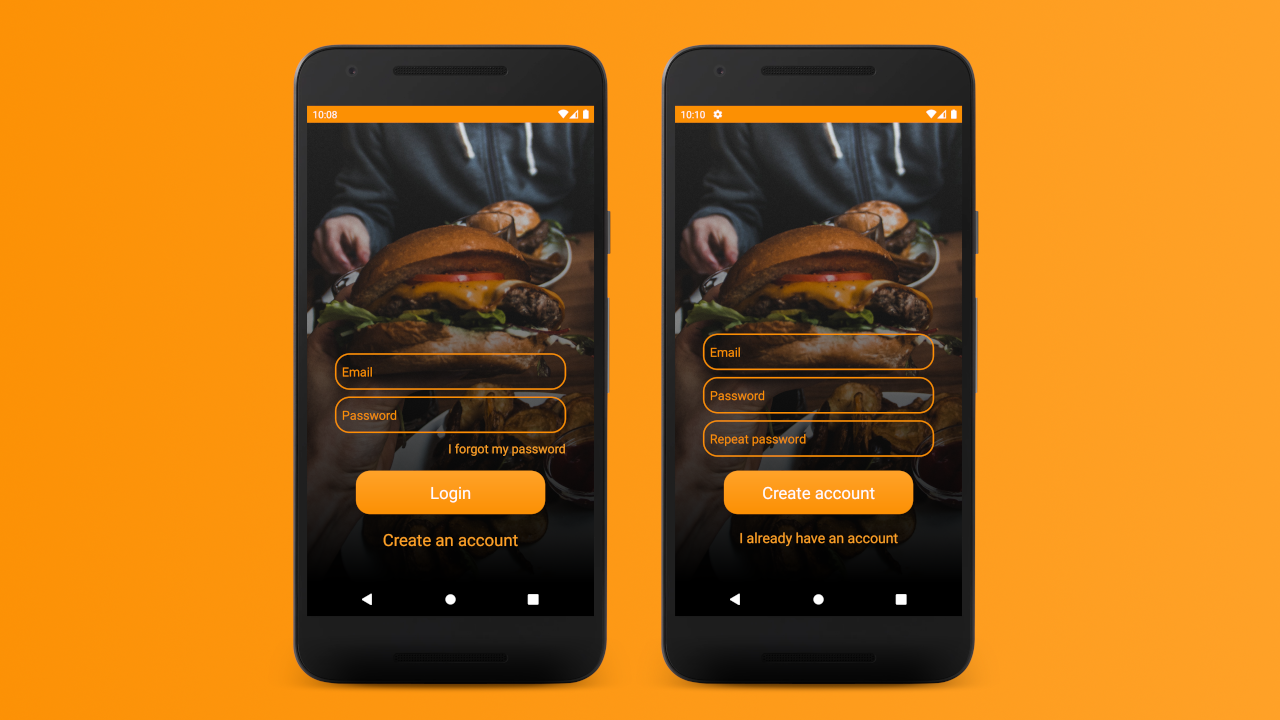 10:08
Email
Password
I forgot my password
Login
Create an account
10:10
Email
Password
Repeat password
Create account
I already have an account